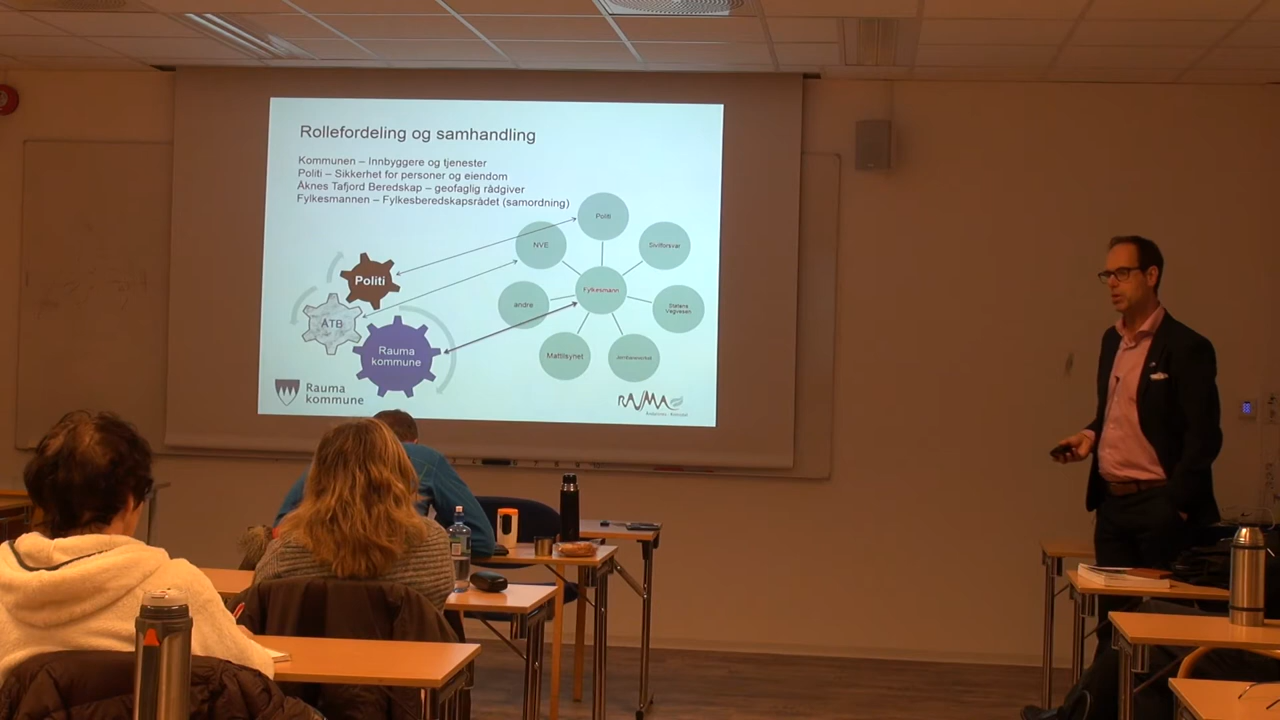 Rollefordeling og samhandling
Kommunen – Innbyggere og tjenester
Politi – Sikkerhet for personer og eiendom
Åknes Tafjord Beredskap – geofaglig rådgiver
Fylkesmannen – Fylkesberedskapsrådet (samordning)
Politi
NVE
Sivilforsvar
Politi
Fylkesmann
andre
Statens
Vegvesen
ÅTB
Rauma
kommune
Mattilsynet
Jernbaneverket
Rauma
kommune
RAUMA